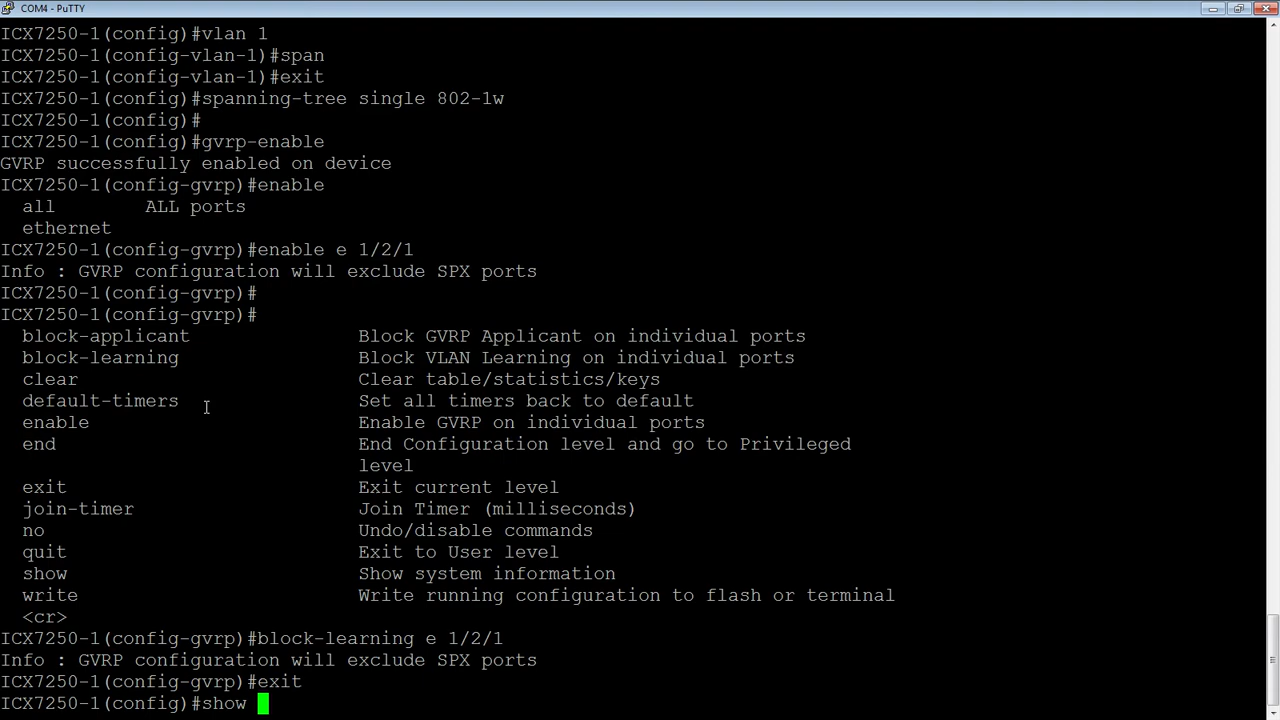 COM4 - PuTTY
ICX7250-1(config)#vlan 1
ICX7250-1(config-vlan-1)#span
ICX7250-1(config-vlan-1)#exit
ICX7250-1(config)#spanning-tree single 802-1w
ICX7250-1(config)#
ICX7250-1(config)#gvrp-enable
GVRP successfully enabled on device
ICX7250-1(config-gvrp)#enable
all ALL ports
ethernet
ICX7250-1(config-gvrp)#enable e 1/2/1
Info : GVRP configuration will exclude SPX ports
ICX7250-1(config-gvrp)#
ICX7250-1(config-gvrp)#
block-applicant Block GVRP Applicant on individual ports
block-learning Block VLAN Learning on individual ports
clear Clear table/statistics/keys
default-timers Set all timers back to default
enable Enable GVRP on individual ports
end End Configuration level and go to Privileged
level
exit Exit current level
join-timer Join Timer (milliseconds)
no Undo/disable commands
quit Exit to User level
show Show system information
write Write running configuration to flash or terminal
<cr>
ICX7250-1(config-gvrp)#block-learning e 1/2/1
Info : GVRP configuration will exclude SPX ports
ICX7250-1(config-gvrp)#exit
ICX7250-1(config)#show